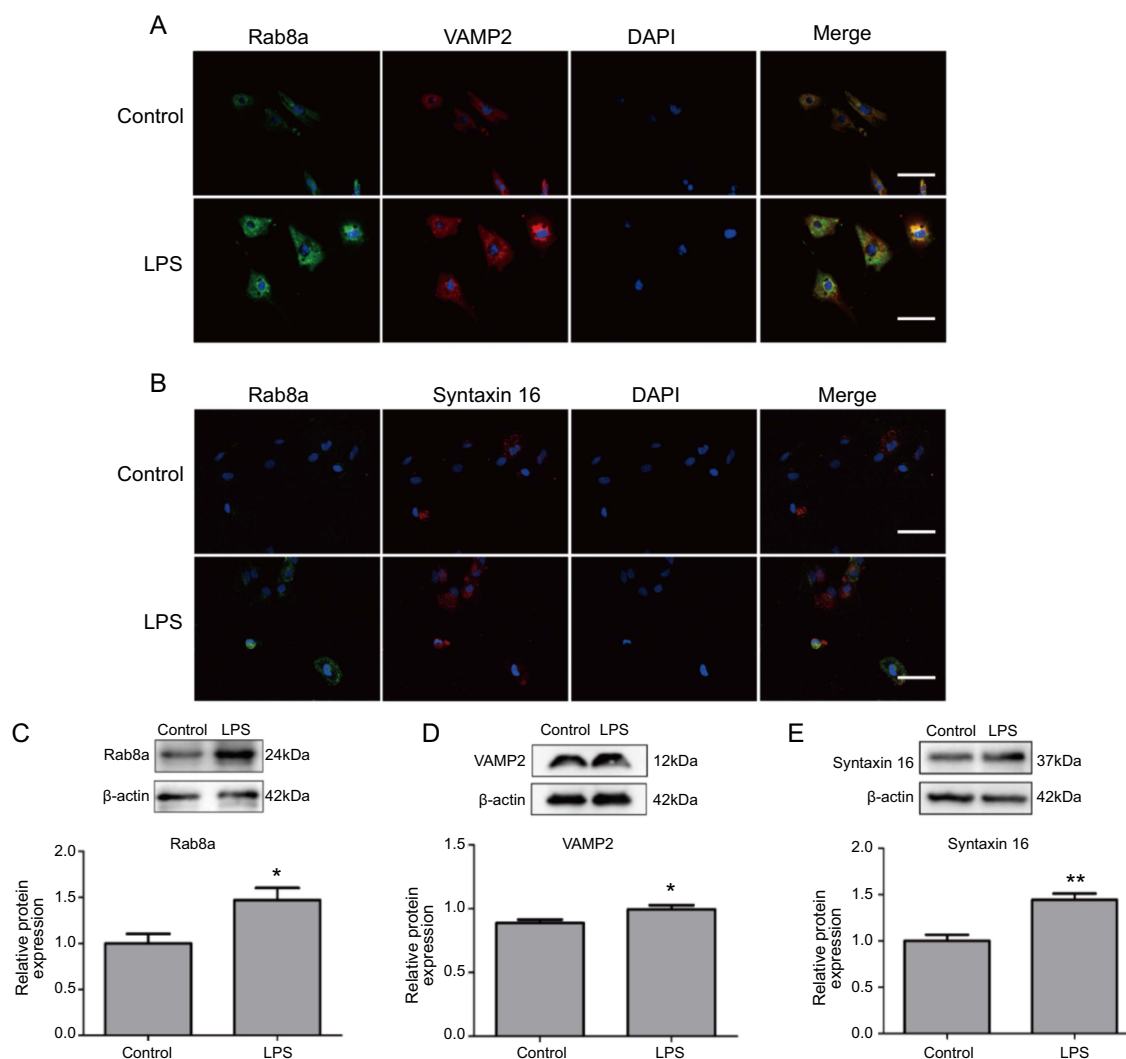 A
Rab8a VAMP2 DAPI Merge
Control
LPS
B
Rab8a Syntaxin 16 DAPI Merge
Control
LPS
C
Control LPS
Rab8a 24kDa
β-actin 42kDa
Rab8a
Relative protein
expression
2.0
1.5
*
1.0
0.5
0.0
Control LPS
D
Control LPS
VAMP2 12kDa
β-actin 42kDa
VAMP2
Relative protein
expression
1.5
*
1.0
0.5
0.0
Control LPS
E
Control LPS
Syntaxin 16 37kDa
β-actin 42kDa
Syntaxin 16
Relative protein
expression
2.0
**
1.5
1.0
0.5
0.0
Control LPS